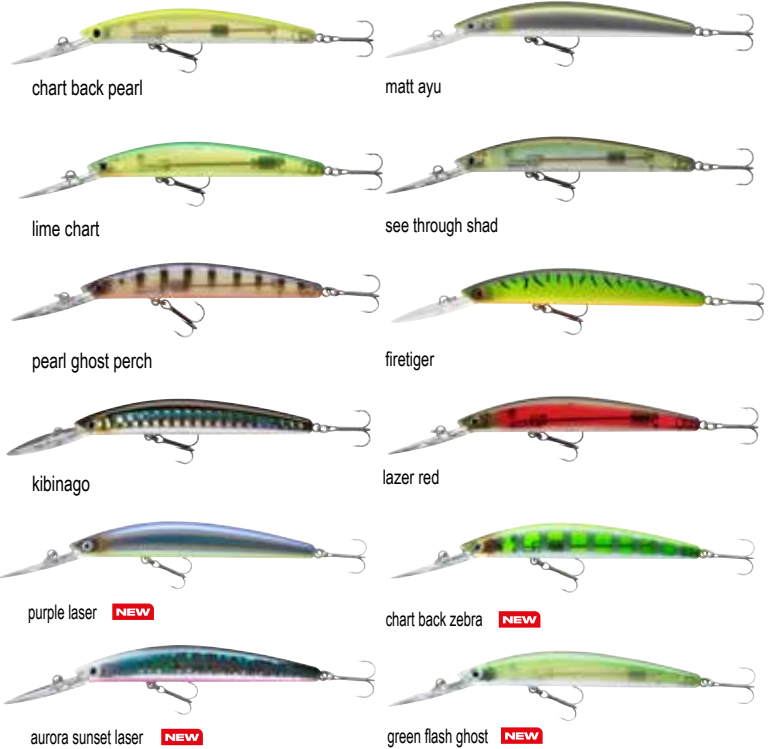 chart back pearl
matt ayu
lime chart
see through shad
pearl ghost perch
firetiger
kibinago
lazer red
purple laser NEW
chart back zebra NEW
aurora sunset laser NEW
green flash ghost NEW